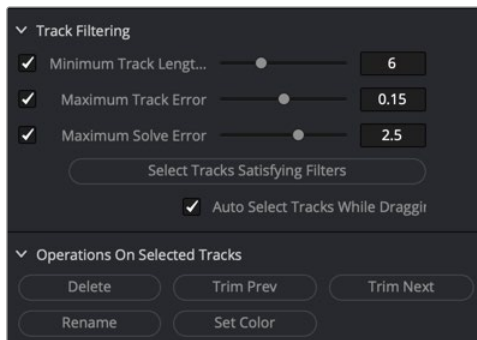 Track Filtering
Minimum Track Lengt... 6
Maximum Track Error 0.15
Maximum Solve Error 2.5
Select Tracks Satisfying Filters
Auto Select Tracks While Draggin
Operations On Selected Tracks
Delete Trim Prev Trim Next
Rename Set Color